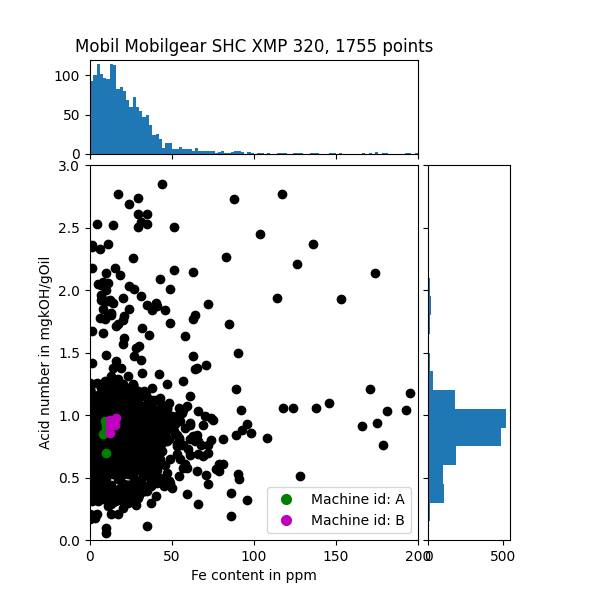 Mobil Mobilgear SHC XMP 320, 1755 points
100
50
0
3.0
2.5
2.0
1.5
1.0
0.5
0.0
Acid number in mgkOH/gOil
Machine id: A
Machine id: B
0 50 100 150 200 0 500
Fe content in ppm